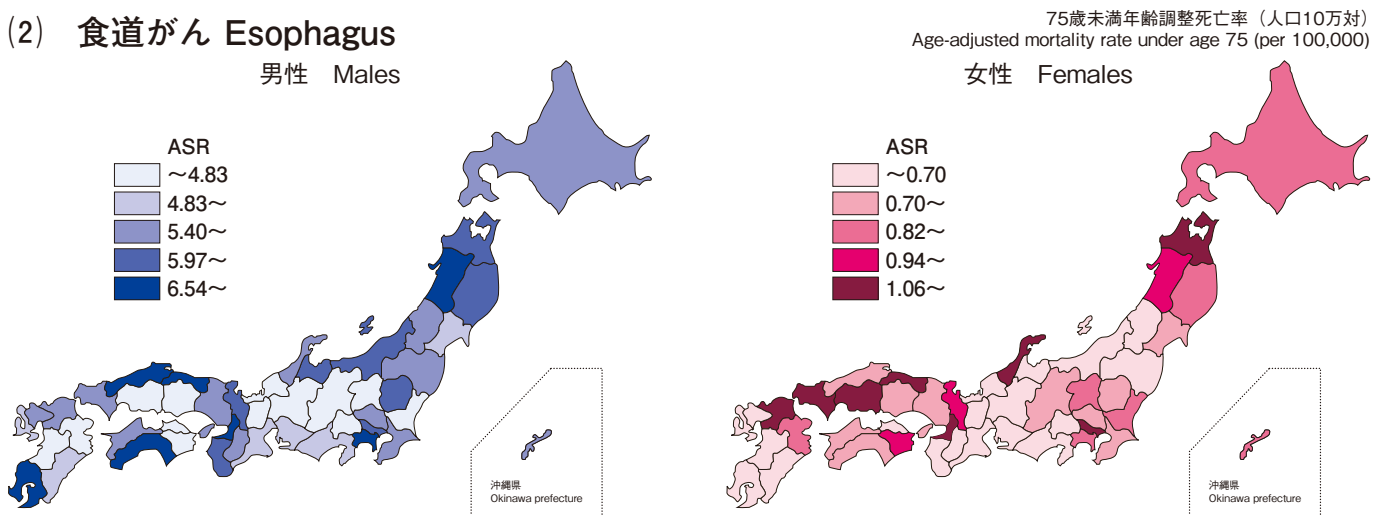 (2) 食道がん Esophagus
75歳未満年齢調整死亡率（人口10万対）
Age-adjusted mortality rate under age 75 (per 100,000)
男性 Males
ASR
～4.83
4.83～
5.40～
5.97～
6.54～
沖縄県
Okinawa prefecture
女性 Females
ASR
～0.70
0.70～
0.82～
0.94～
1.06～
沖縄県
Okinawa prefecture